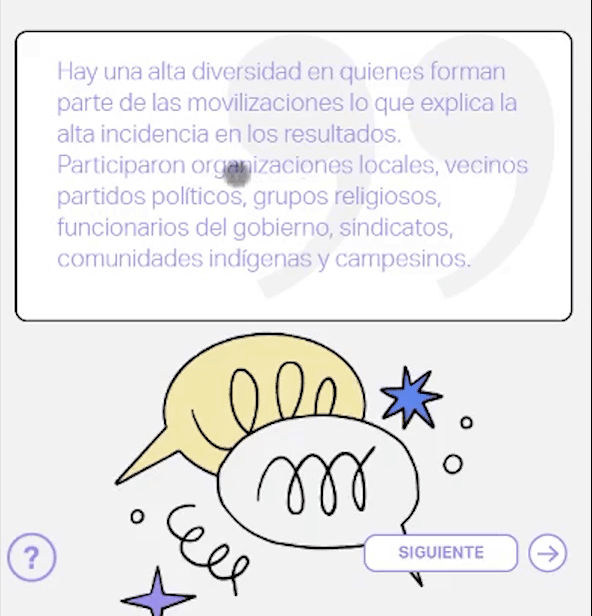 Hay una alta diversidad en quienes forman
parte de las movilizaciones lo que explica la
alta incidencia en los resultados.
Participaron organizaciones locales, vecinos
partidos políticos, grupos religiosos,
funcionarios del gobierno, sindicatos,
comunidades indígenas y campesinos.
?
SIGUIENTE